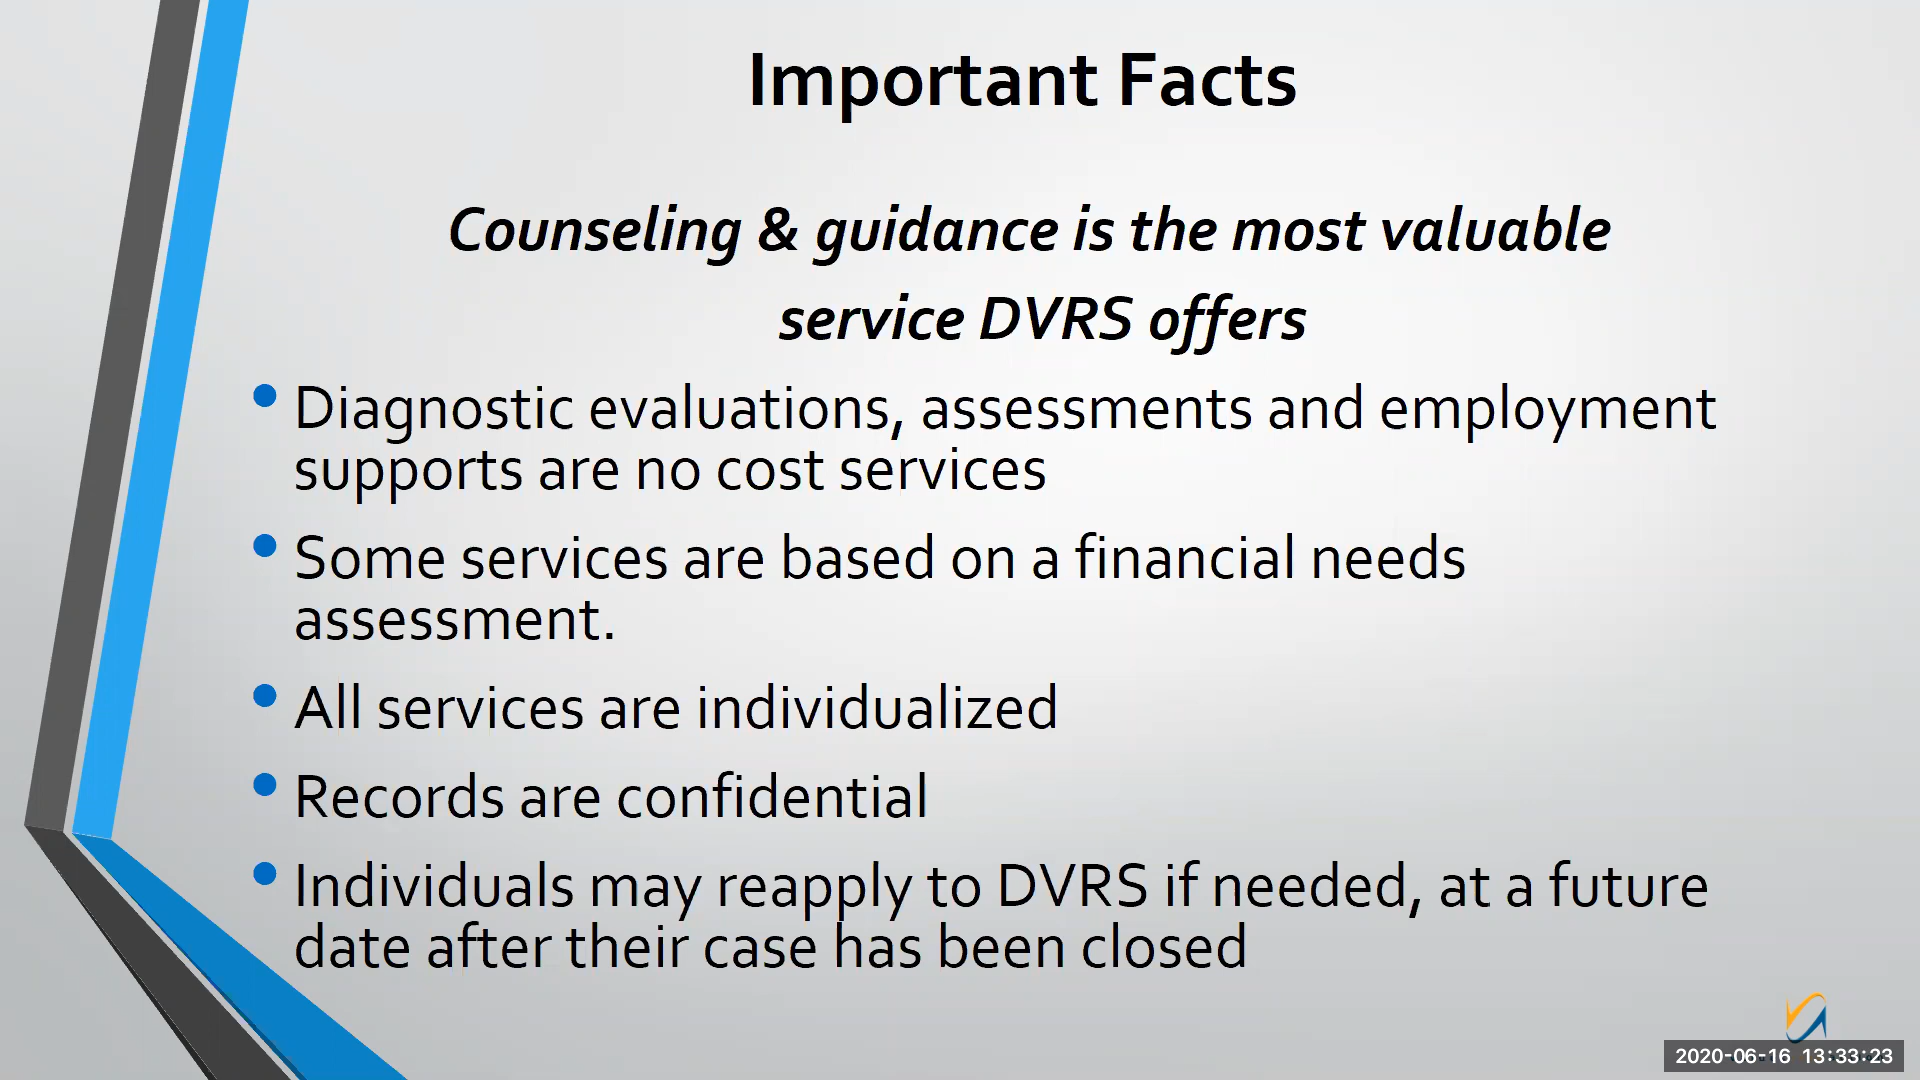 Important Facts
Counseling & guidance is the most valuable
service DVRS offers
• Diagnostic evaluations, assessments and employment
supports are no cost services
• Some services are based on a financial needs
assessment.
• All services are individualized
• Records are confidential
• Individuals may reapply to DVRS if needed, at a future
date after their case has been closed
2020-06-16 13:33:23